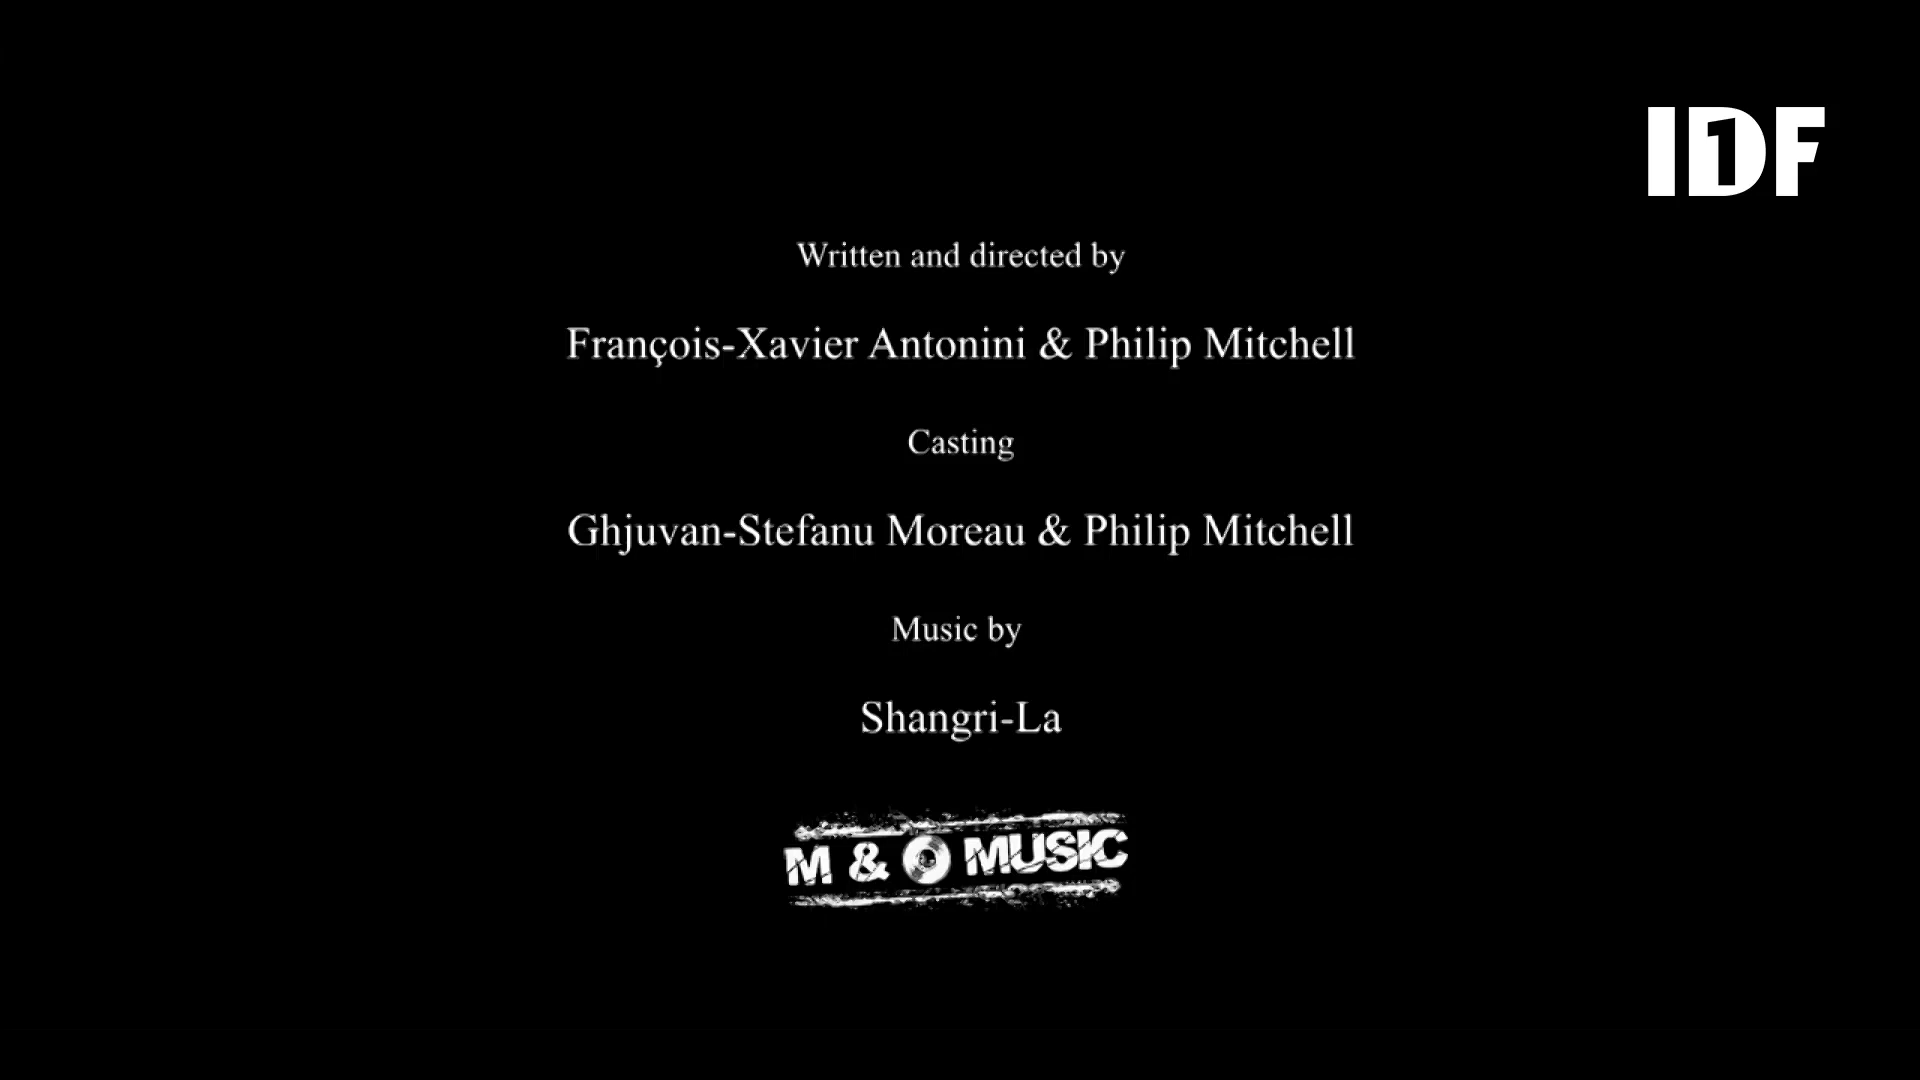 IDF
1
Written and directed by
François-Xavier Antonini & Philip Mitchell
Casting
Ghjuvan-Stefanu Moreau & Philip Mitchell
Music by
Shangri-La
M & O MUSIC